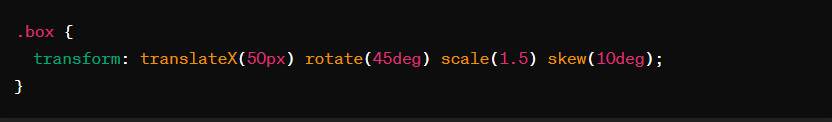 .box {
  transform: translateX(50px) rotate(45deg) scale(1.5) skew(10deg);
}